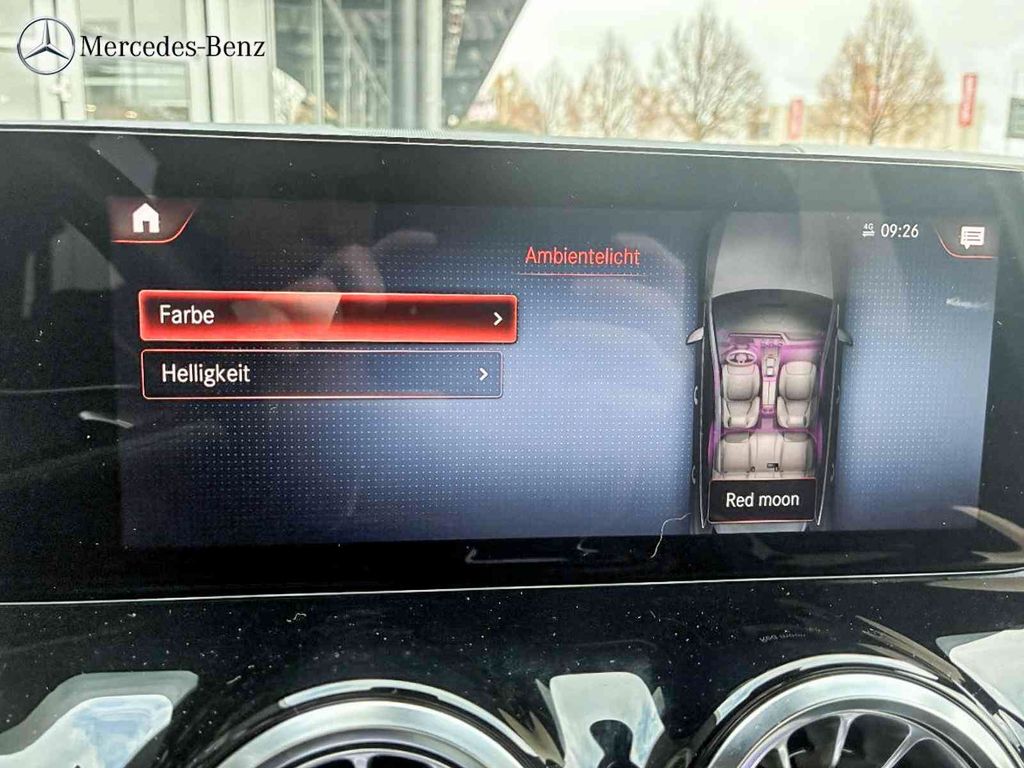 Mercedes-Benz
4G 09:26
Ambientelicht
Farbe
Helligkeit
Red moon